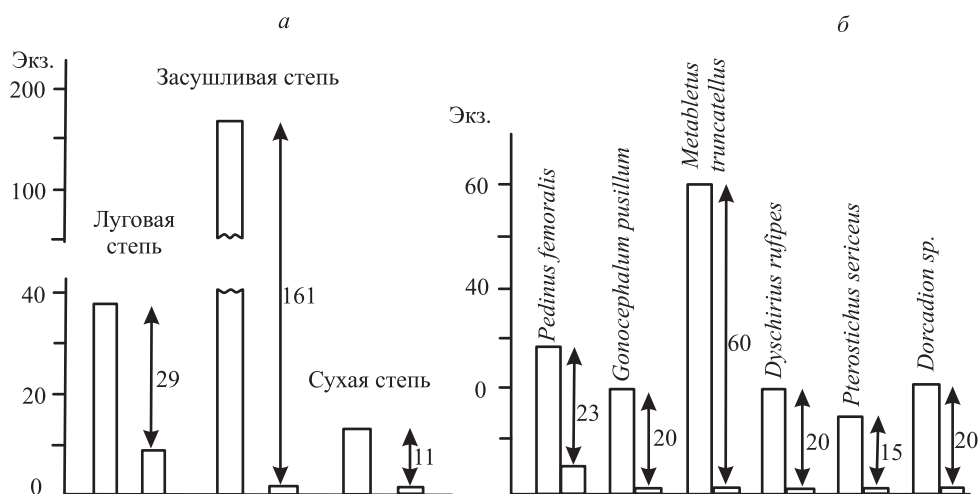 а
Экз.
200
100
40
20
0
Луговая
степь
29
Засушливая степь
161
Сухая степь
11
б
Экз.
60
40
0
Pedinus femoralis
23
Gonocephalum pusillum
20
Metabletus
truncatellus
60
Dyschirius rufipes
20
Pterostichus sericeus
15
Dorcadion sp.
20